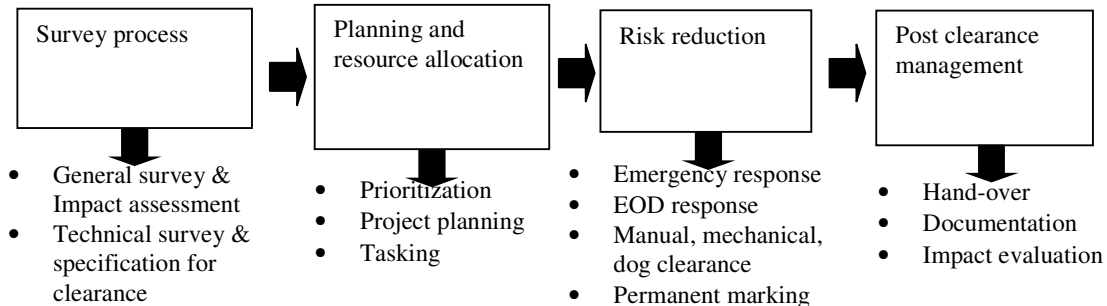 Survey process
Planning and
resource allocation
Risk reduction
Post clearance
management
• General survey &
Impact assessment
• Technical survey &
specification for
clearance
• Prioritization
• Project planning
• Tasking
• Emergency response
• EOD response
• Manual, mechanical,
dog clearance
• Permanent marking
• Hand-over
• Documentation
• Impact evaluation